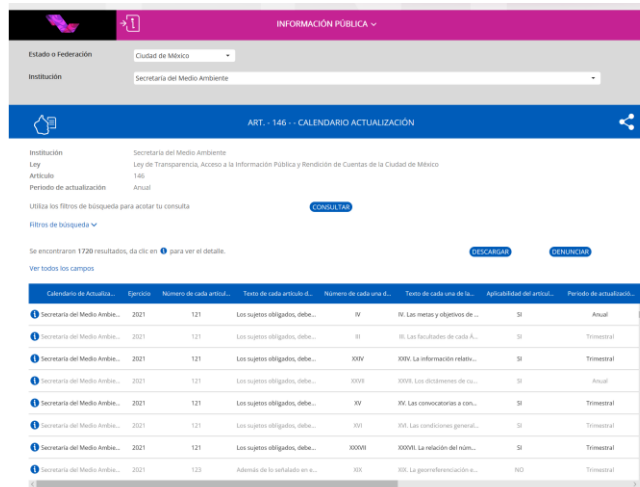 INFORMACIÓN PÚBLICA
Estado o Federación Ciudad de México
Institución Secretaría del Medio Ambiente
ART. - 146 - - CALENDARIO ACTUALIZACIÓN
Institución Secretaría del Medio Ambiente
Ley Ley de Transparencia, Acceso a la Información Pública y Rendición de Cuentas de la Ciudad de México
Artículo 146
Periodo de actualización Anual
Utiliza los filtros de búsqueda para acotar tu consulta CONSULTAR
Filtros de búsqueda
Se encontraron 1720 resultados, da clic en i para ver el detalle. DESCARGAR DENUNCIAR
Ver todos los campos
Calendario de Actualiza... Ejercicio Número de cada artícul... Texto de cada artículo d... Número de cada una d... Texto de cada una de la... Aplicabilidad del artícul... Periodo de actualizació...
Secretaría del Medio Ambie... 2021 121 Los sujetos obligados, debe... IV IV. Las metas y objetivos de ... SI Anual
Secretaría del Medio Ambie... 2021 121 Los sujetos obligados, debe... III III. Las facultades de cada Á... SI Trimestral
Secretaría del Medio Ambie... 2021 121 Los sujetos obligados, debe... XXIV XXIV. La información relativ... SI Trimestral
Secretaría del Medio Ambie... 2021 121 Los sujetos obligados, debe... XXVII XXVII. Los dictámenes de cu... SI Anual
Secretaría del Medio Ambie... 2021 121 Los sujetos obligados, debe... XV XV. Las convocatorias a con... SI Trimestral
Secretaría del Medio Ambie... 2021 121 Los sujetos obligados, debe... XVI XVI. Las condiciones general... SI Trimestral
Secretaría del Medio Ambie... 2021 121 Los sujetos obligados, debe... XXXVII XXXVII. La relación del núm... SI Trimestral
Secretaría del Medio Ambie... 2021 123 Además de lo señalado en e... XIX XIX. La georreferenciación e... NO Trimestral